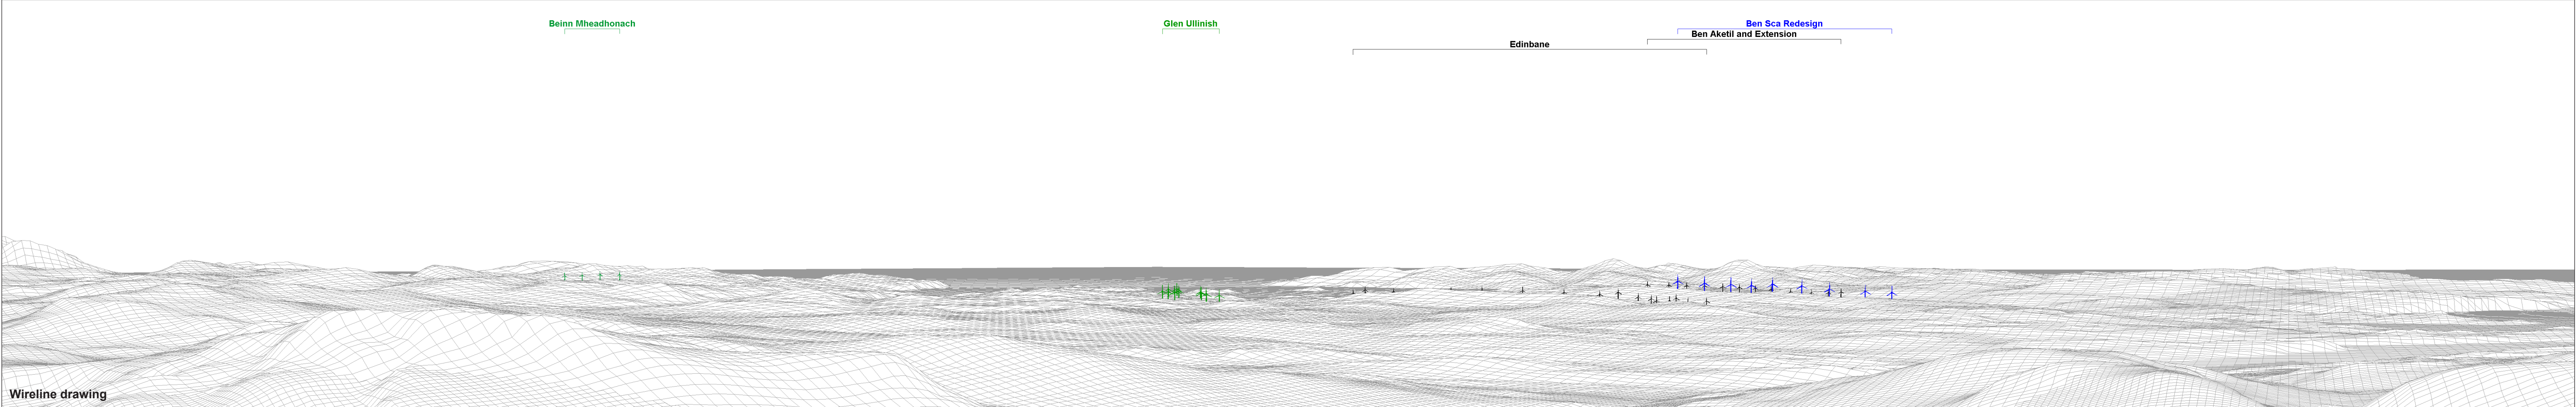 Beinn Mheadhonach
Glen Ullinish
Ben Sca Redesign
Ben Aketil and Extension
Edinbane
Wireline drawing